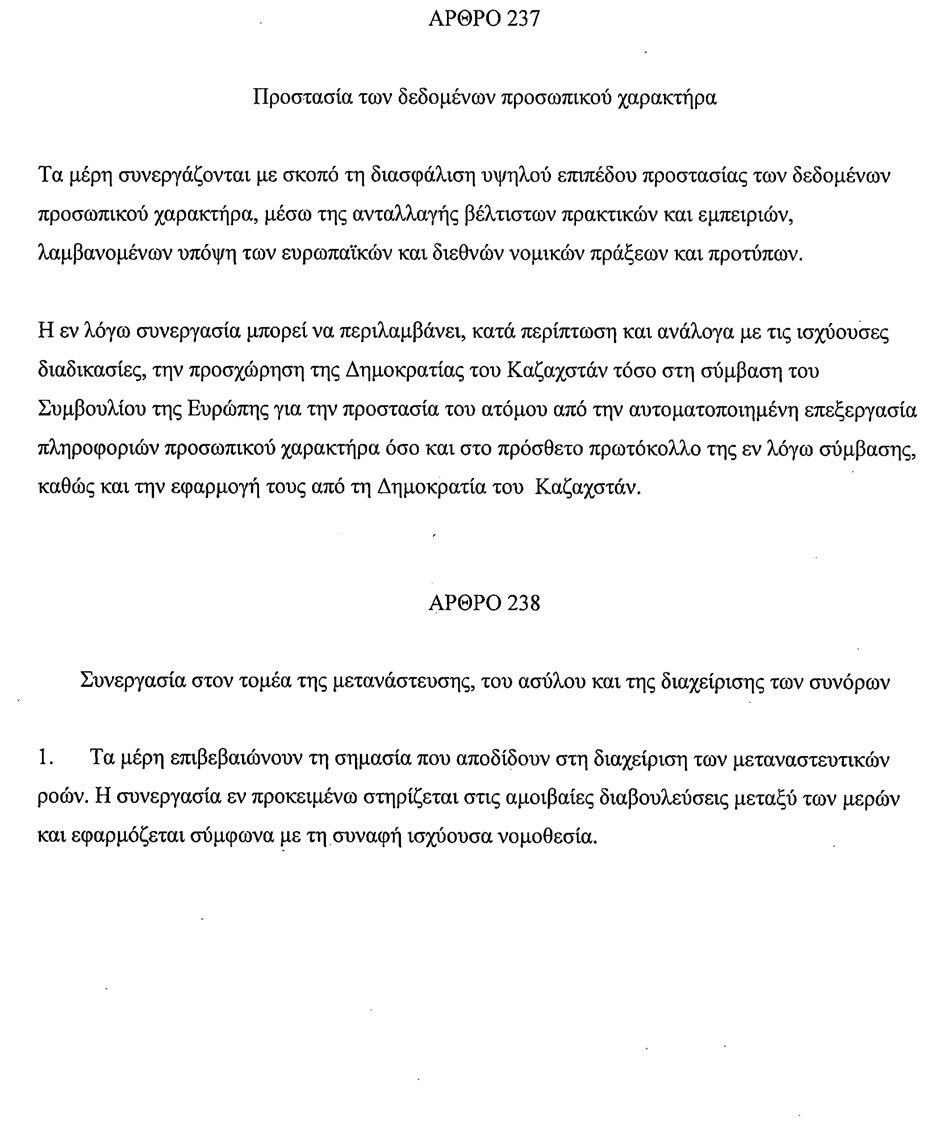 ΑΡΘΡΟ 237
Προστασία των δεδομένων προσωπικού χαρακτήρα
Τα μέρη συνεργάζονται με σκοπό τη διασφάλιση υψηλού επιπέδου προστασίας των δεδομένων
προσωπικού χαρακτήρα, μέσω της ανταλλαγής βέλτιστων πρακτικών και εμπειριών,
λαμβανομένων υπόψη των ευρωπαϊκών και διεθνών νομικών πράξεων και προτύπων.
Η εν λόγω συνεργασία μπορεί να περιλαμβάνει, κατά περίπτωση και ανάλογα με τις ισχύουσες
διαδικασίες, την προσχώρηση της Δημοκρατίας του Καζαχστάν τόσο στη σύμβαση του
Συμβουλίου της Ευρώπης για την προστασία του ατόμου από την αυτοματοποιημένη επεξεργασία
πληροφοριών προσωπικού χαρακτήρα όσο και στο πρόσθετο πρωτόκολλο της εν λόγω σύμβασης,
καθώς και την εφαρμογή τους από τη Δημοκρατία του Καζαχστάν.
ΑΡΘΡΟ 238
Συνεργασία στον τομέα της μετανάστευσης, του ασύλου και της διαχείρισης των συνόρων
1. Τα μέρη επιβεβαιώνουν τη σημασία που αποδίδουν στη διαχείριση των μεταναστευτικών
ροών. Η συνεργασία εν προκειμένω στηρίζεται στις αμοιβαίες διαβουλεύσεις μεταξύ των μερών
και εφαρμόζεται σύμφωνα με τη συναφή ισχύουσα νομοθεσία.